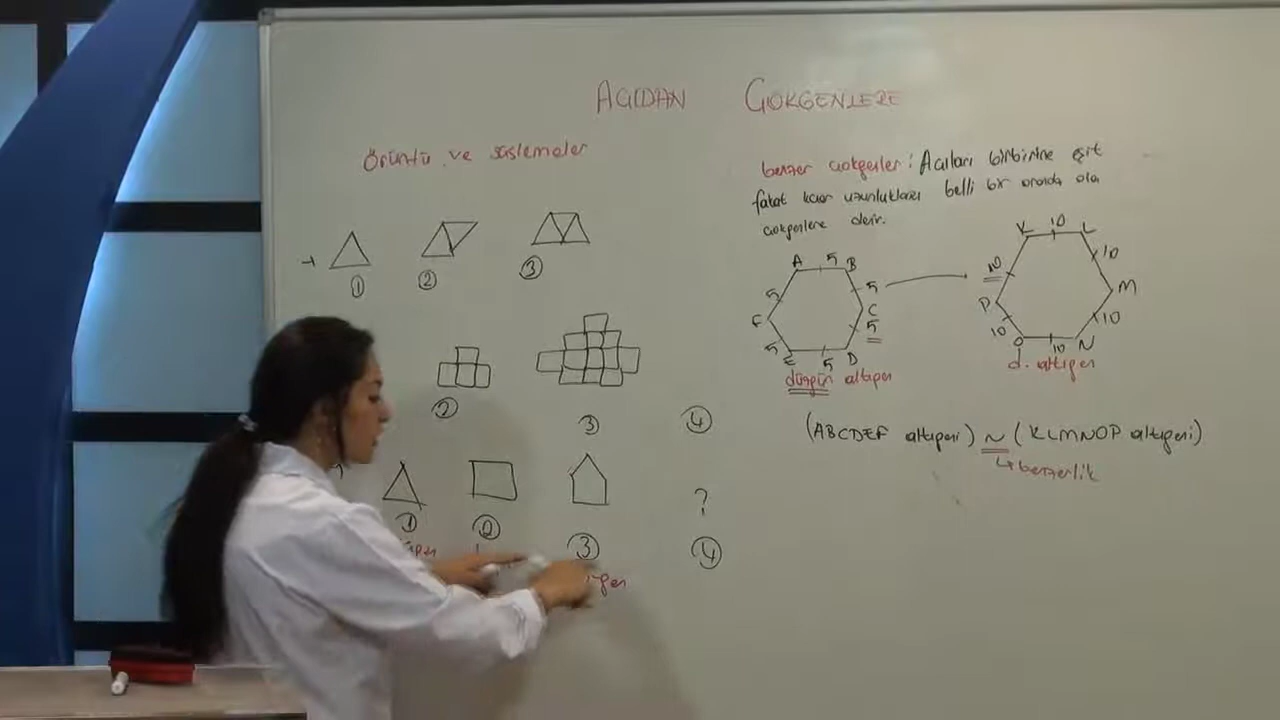 AÇIDAN ÇOKGENLERE
Örüntü ve süslemeler
①
②
③
②
③
④
①
②
③
?
④
gen
benzer çokgenler: Açıları birbirine eşit
fakat kenar uzunlukları belli bir oranda ola
çokgenlere denir.
A 5 B
5
C
5
D
5
E
5
F
5
düzgün altıgen
K 10 L
10
M
10
N
10
O
10
P
10
d. altıgen
(ABCDEF altıgeni) ~ (KLMNOP altıgeni)
↳ benzerlik